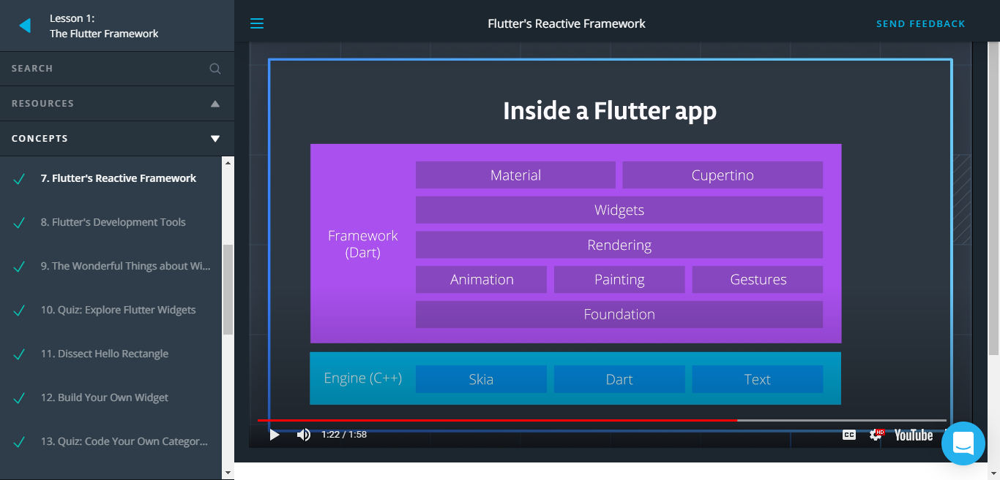 Lesson 1:
The Flutter Framework
SEARCH
RESOURCES
CONCEPTS
7. Flutter's Reactive Framework
8. Flutter's Development Tools
9. The Wonderful Things about Wi...
10. Quiz: Explore Flutter Widgets
11. Dissect Hello Rectangle
12. Build Your Own Widget
13. Quiz: Code Your Own Categor...
Flutter's Reactive Framework
SEND FEEDBACK
Inside a Flutter app
Framework
(Dart)
Material Cupertino
Widgets
Rendering
Animation Painting Gestures
Foundation
Engine (C++) Skia Dart Text
1:22 / 1:58
CC HD YouTube